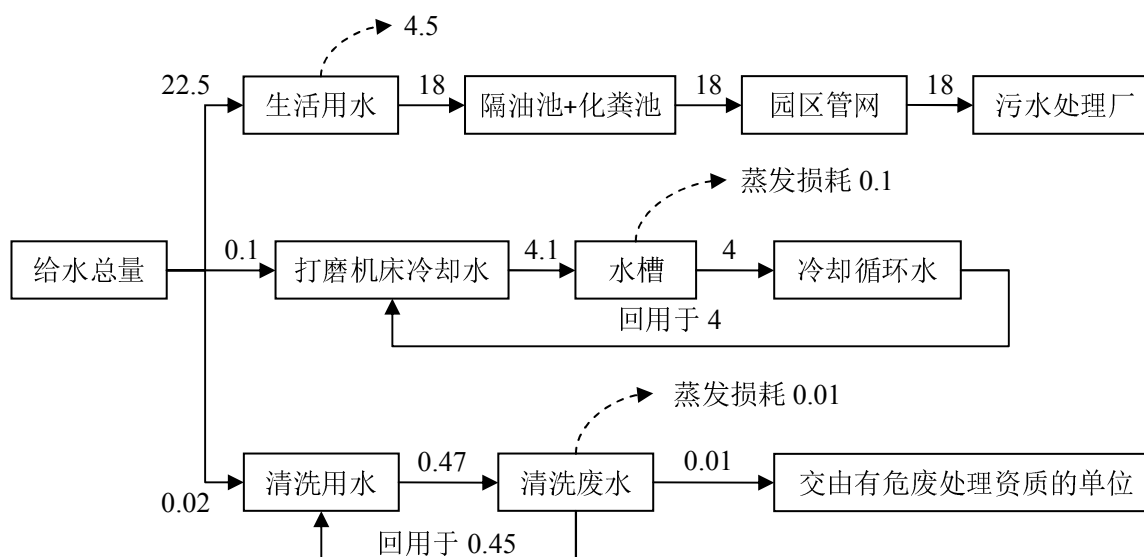 4.5
22.5
生活用水
18
隔油池+化粪池
18
园区管网
18
污水处理厂
蒸发损耗 0.1
给水总量
0.1
打磨机床冷却水
4.1
水槽
4
冷却循环水
回用于 4
蒸发损耗 0.01
0.02
清洗用水
0.47
清洗废水
0.01
交由有危废处理资质的单位
回用于 0.45